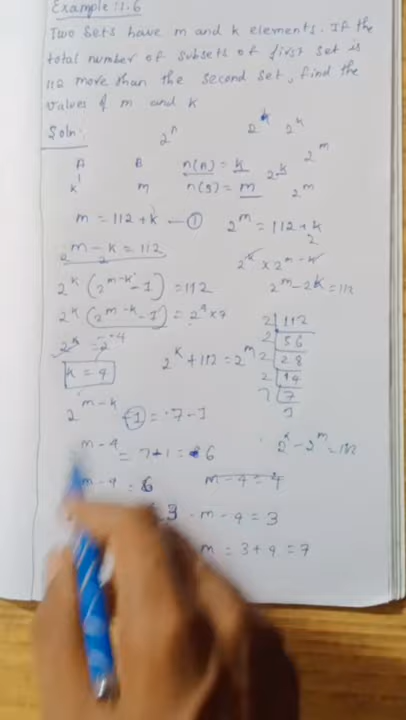 Example: 1.6
Two sets have m and k elements. If the
total number of subsets of first set is
112 more than the second set, find the
values of m and k
Soln:
2^n 2^k 2^k
A B n(A) = k 2^k 2^m
k m n(B) = m 2^m
m = 112 + k — ① 2^m = 112 + k
2^m - k = 112 2^k × 2^m-k
2^k (2^m-k - 1) = 112 2^m - 2^k = 112
2^k (2^m-k - 1) = 2^4 × 7 2 | 112
2^k = 2^4 2 | 56
k = 4 2^k + 112 = 2^m 2 | 28
2 | 14
7 | 7
2^m-k - 1 = 7 - 1
m-4 = 7 + 1 = 6 2^k - 2^m = 112
m-4 = 6 m - 4 = 4
3 m - 4 = 3
m = 3 + 4 = 7